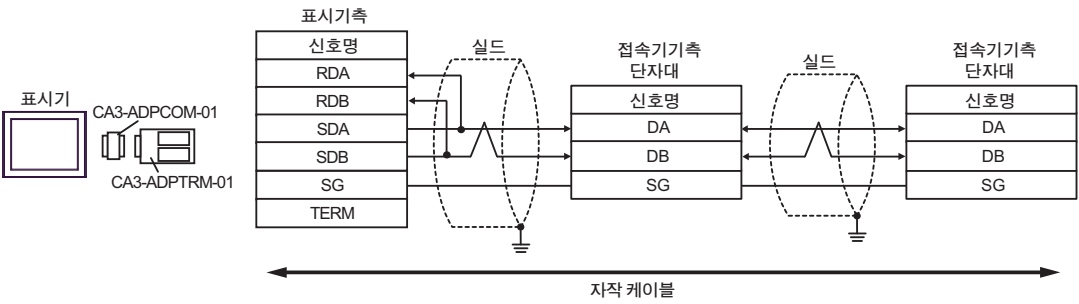 표시기
CA3-ADPCOM-01
CA3-ADPTRM-01
표시기측
신호명
RDA
RDB
SDA
SDB
SG
TERM
실드
접속기기측
단자대
신호명
DA
DB
SG
실드
접속기기측
단자대
신호명
DA
DB
SG
자작 케이블